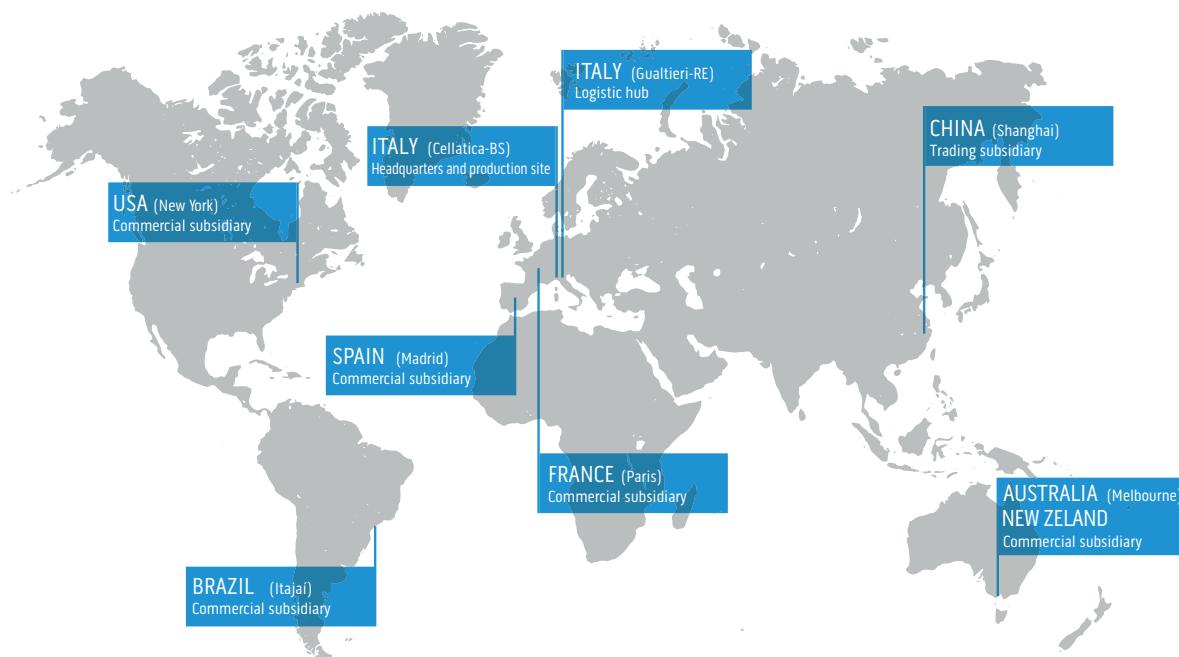 ITALY (Gualtieri-RE)
Logistic hub
CHINA (Shanghai)
Trading subsidiary
ITALY (Cellatica-BS)
Headquarters and production site
USA (New York)
Commercial subsidiary
SPAIN (Madrid)
Commercial subsidiary
FRANCE (Paris)
Commercial subsidiary
AUSTRALIA (Melbourne)
NEW ZELAND
Commercial subsidiary
BRAZIL (Itajaí)
Commercial subsidiary